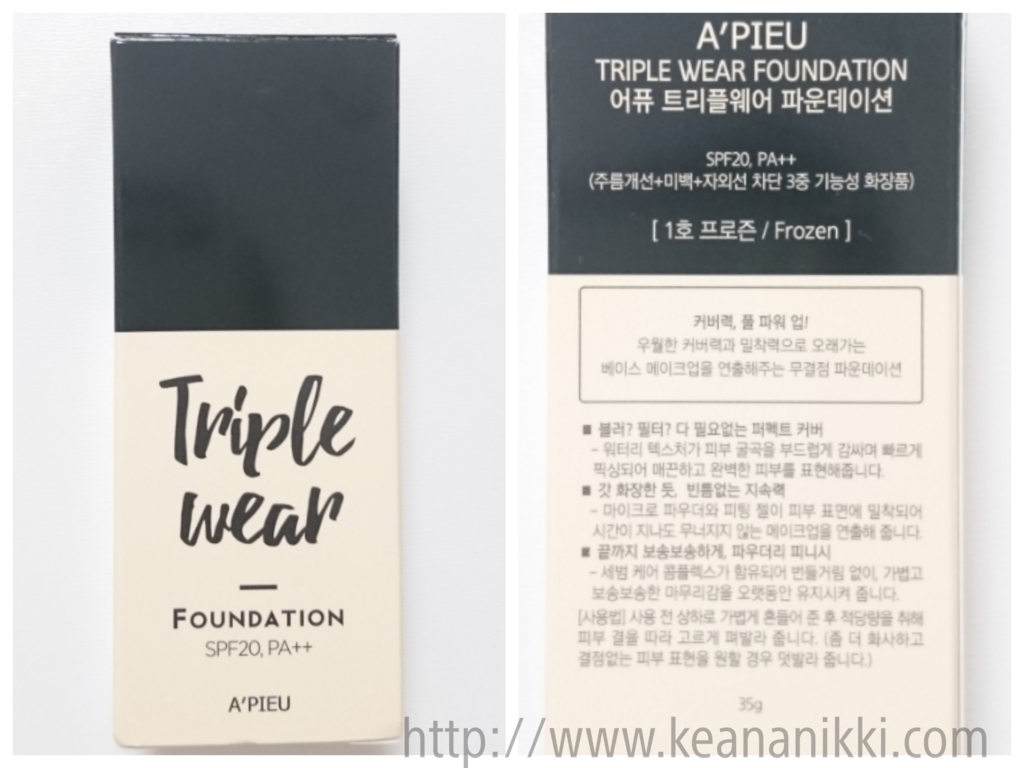 Triple
wear
FOUNDATION
SPF20, PA++
A'PIEU
A'PIEU
TRIPLE WEAR FOUNDATION
어퓨 트리플웨어 파운데이션
SPF20, PA++
(주름개선+미백+자외선 차단 3중 기능성 화장품)
[ 1호 프로즌 / Frozen ]
커버력, 풀 파워 업!
우월한 커버력과 밀착력으로 오래가는
베이스 메이크업을 연출해주는 무결점 파운데이션
■ 블러? 필터? 다 필요없는 퍼펙트 커버
- 워터리 텍스처가 피부 굴곡을 부드럽게 감싸며 빠르게
픽싱되어 매끈하고 완벽한 피부를 표현해줍니다.
■ 갓 화장한 듯, 빈틈없는 지속력
- 마이크로 파우더와 피팅 젤이 피부 표면에 밀착되어
시간이 지나도 무너지지 않는 메이크업을 연출해 줍니다.
■ 끝까지 보송보송하게, 파우더리 피니시
- 세범 케어 콤플렉스가 함유되어 번들거림 없이, 가볍고
보송보송한 마무리감을 오랫동안 유지시켜 줍니다.
[사용법] 사용 전 상하로 가볍게 흔들어 준 후 적당량을 취해
피부 결을 따라 고르게 펴발라 줍니다. (좀 더 화사하고
결점없는 피부 표현을 원할 경우 덧발라 줍니다.)
35g
http://www.keananikki.com